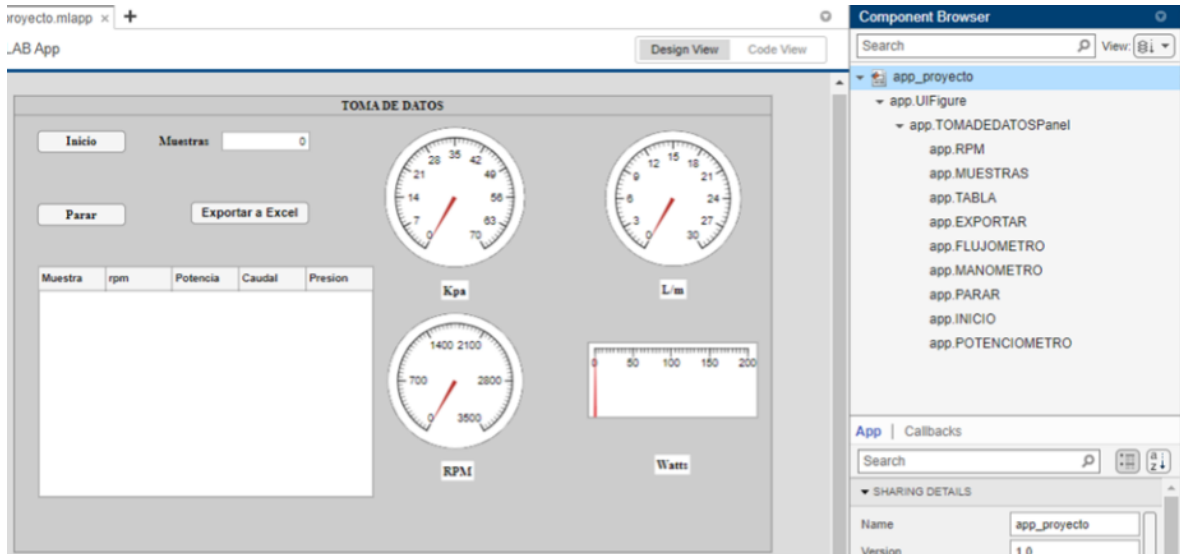 royecto.mlapp × +
Component Browser
LAB App
Design View Code View
Search View:
app_proyecto
app.UIFigure
app.TOMADEDATOSPanel
app.RPM
app.MUESTRAS
app.TABLA
app.EXPORTAR
app.FLUJOMETRO
app.MANOMETRO
app.PARAR
app.INICIO
app.POTENCIOMETRO
TOMA DE DATOS
Inicio Muestras 0
Parar Exportar a Excel
0 7 14 21 28 35 42 49 56 63 70
Kpa
0 3 6 9 12 15 18 21 24 27 30
L/m
Muestra rpm Potencia Caudal Presion
0 700 1400 2100 2800 3500
RPM
0 50 100 150 200
Watts
App | Callbacks
Search
SHARING DETAILS
Name app_proyecto
Version 1.0